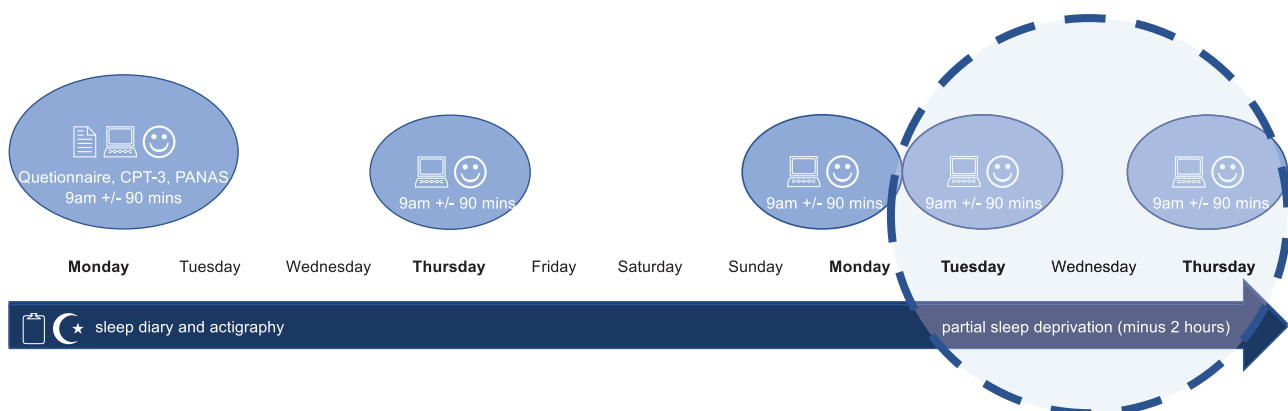 Quetionnaire, CPT-3, PANAS
9am +/- 90 mins
9am +/- 90 mins
9am +/- 90 mins
9am +/- 90 mins
9am +/- 90 mins
Monday Tuesday Wednesday Thursday Friday Saturday Sunday Monday Tuesday Wednesday Thursday
sleep diary and actigraphy
partial sleep deprivation (minus 2 hours)